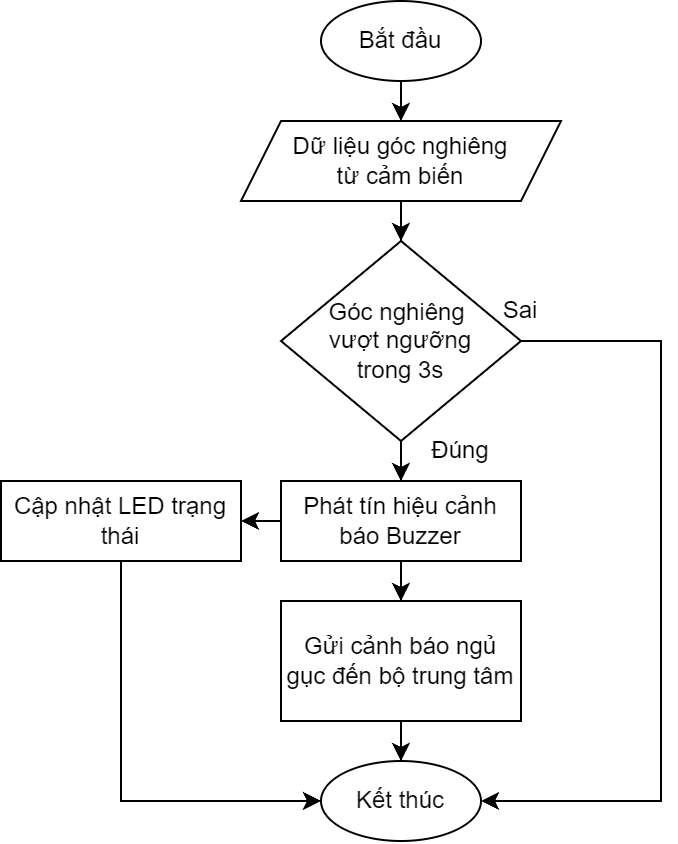 Bắt đầu
Dữ liệu góc nghiêng
từ cảm biến
Góc nghiêng
vượt ngưỡng
trong 3s
Sai
Đúng
Cập nhật LED trạng
thái
Phát tín hiệu cảnh
báo Buzzer
Gửi cảnh báo ngủ
gục đến bộ trung tâm
Kết thúc